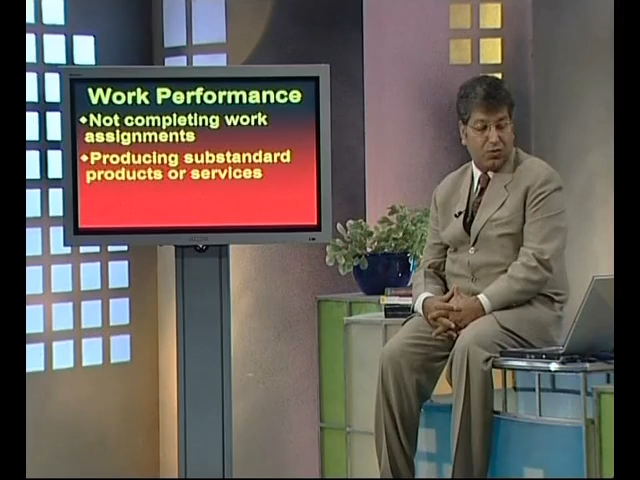 Work Performance
◆Not completing work
assignments
◆Producing substandard
products or services